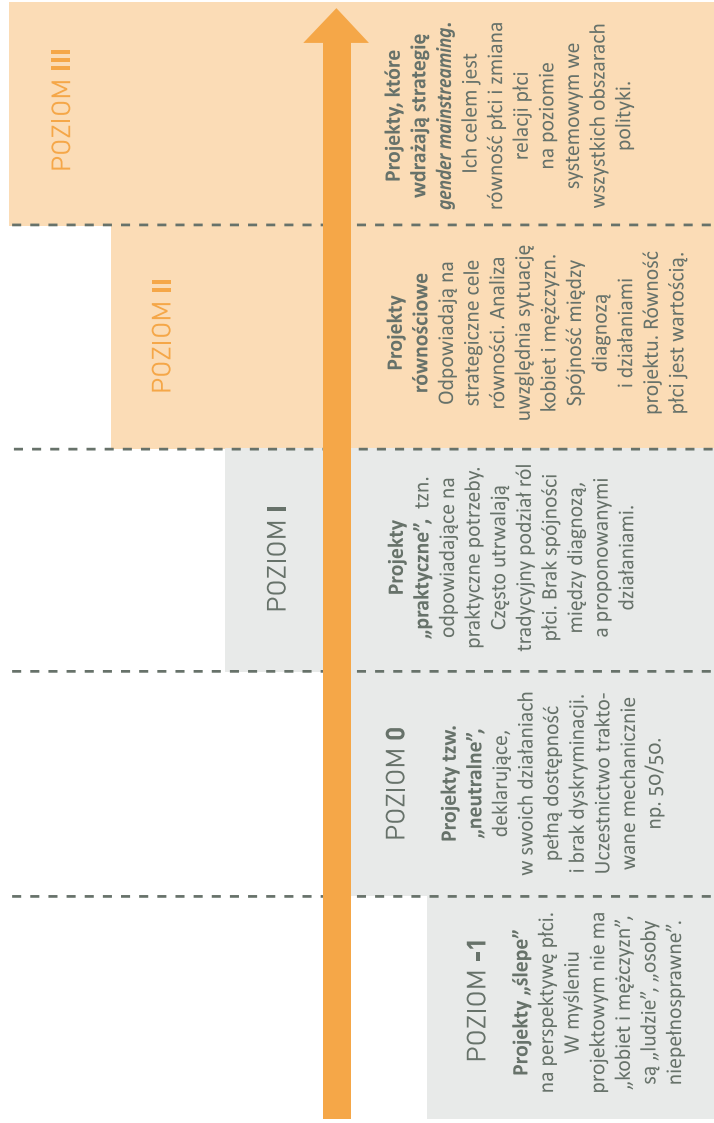 POZIOM -1
Projekty „ślepe”
na perspektywę płci.
W myśleniu
projektowym nie ma
„kobiet i mężczyzn”,
są „ludzie”, „osoby
niepełnosprawne”.
POZIOM 0
Projekty tzw.
„neutralne”,
deklarujące,
w swoich działaniach
pełną dostępność
i brak dyskryminacji.
Uczestnictwo trakto-
wane mechanicznie
np. 50/50.
POZIOM I
Projekty
„praktyczne”, tzn.
odpowiadające na
praktyczne potrzeby.
Często utrwalają
tradycyjny podział ról
płci. Brak spójności
między diagnozą,
a proponowanymi
działaniami.
POZIOM II
Projekty
równościowe
Odpowiadają na
strategiczne cele
równości. Analiza
uwzględnia sytuację
kobiet i mężczyzn.
Spójność między
diagnozą
i działaniami
projektu. Równość
płci jest wartością.
POZIOM III
Projekty, które
wdrażają strategię
gender mainstreaming.
Ich celem jest
równość płci i zmiana
relacji płci
na poziomie
systemowym we
wszystkich obszarach
polityki.